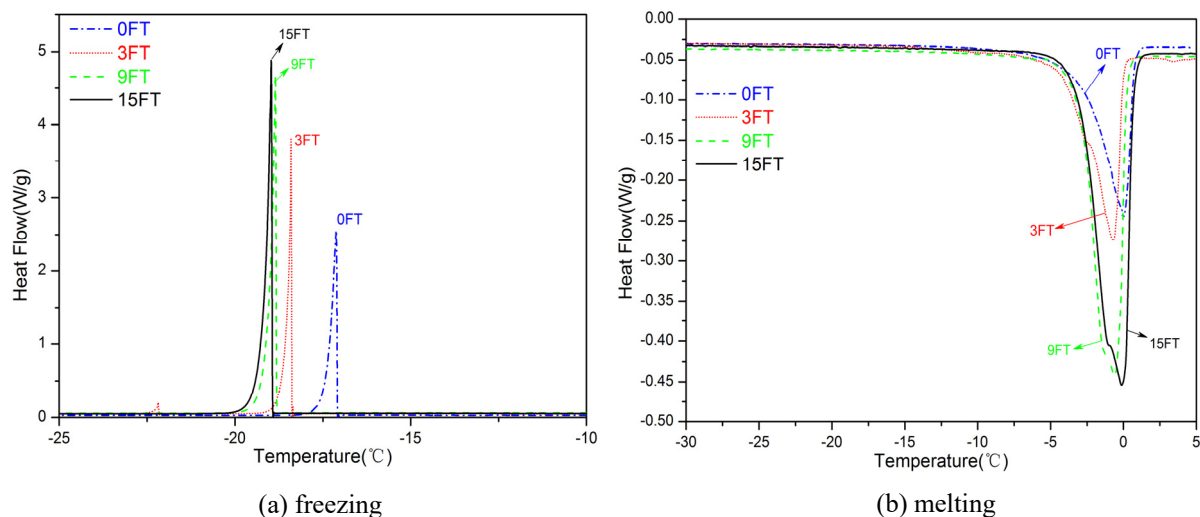 0FT
3FT
9FT
15FT
15FT
9FT
3FT
0FT
5
4
3
2
1
0
-25
-20
-15
-10
Heat Flow(W/g)
Temperature(℃)
(a) freezing
0.00
-0.05
-0.10
-0.15
-0.20
-0.25
-0.30
-0.35
-0.40
-0.45
-0.50
0FT
0FT
3FT
9FT
15FT
3FT
9FT
15FT
-30
-25
-20
-15
-10
-5
0
5
Heat Flow(W/g)
Temperature(℃)
(b) melting